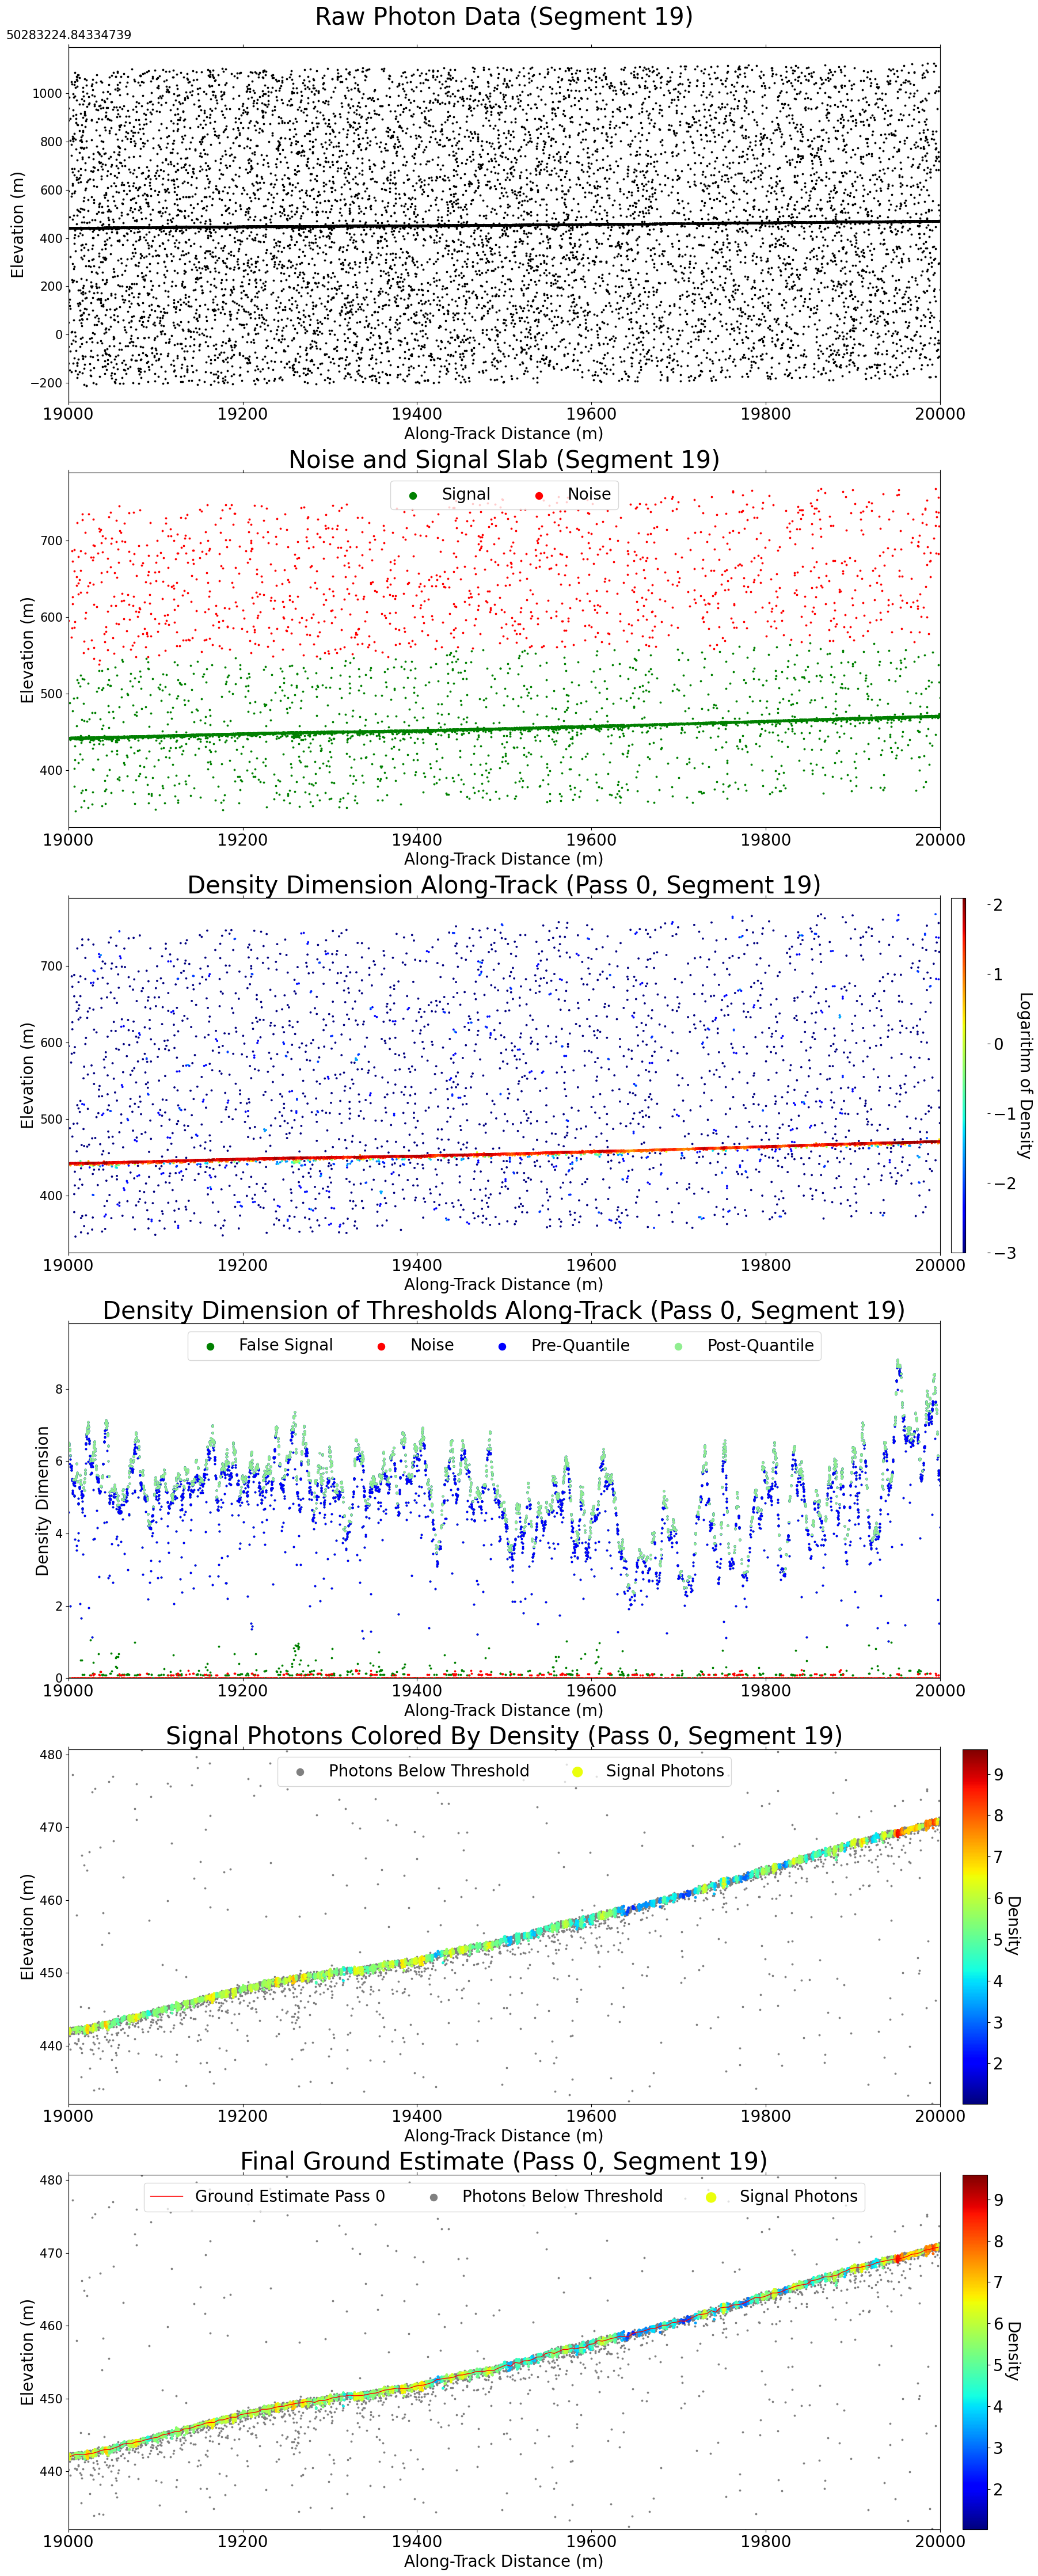 Raw Photon Data (Segment 19)
50283224.84334739
1000
800
600
400
200
0
−200
Elevation (m)
19000 19200 19400 19600 19800 20000
Along-Track Distance (m)
Noise and Signal Slab (Segment 19)
Signal Noise
700
600
500
400
Elevation (m)
19000 19200 19400 19600 19800 20000
Along-Track Distance (m)
Density Dimension Along-Track (Pass 0, Segment 19)
700
600
500
400
Elevation (m)
19000 19200 19400 19600 19800 20000
Along-Track Distance (m)
2
1
0
−1
−2
−3
Logarithm of Density
Density Dimension of Thresholds Along-Track (Pass 0, Segment 19)
False Signal Noise Pre-Quantile Post-Quantile
8
6
4
2
0
Density Dimension
19000 19200 19400 19600 19800 20000
Along-Track Distance (m)
Signal Photons Colored By Density (Pass 0, Segment 19)
Photons Below Threshold Signal Photons
480
470
460
450
440
Elevation (m)
19000 19200 19400 19600 19800 20000
Along-Track Distance (m)
9
8
7
6
5
4
3
2
Density
Final Ground Estimate (Pass 0, Segment 19)
Ground Estimate Pass 0 Photons Below Threshold Signal Photons
480
470
460
450
440
Elevation (m)
19000 19200 19400 19600 19800 20000
Along-Track Distance (m)
9
8
7
6
5
4
3
2
Density